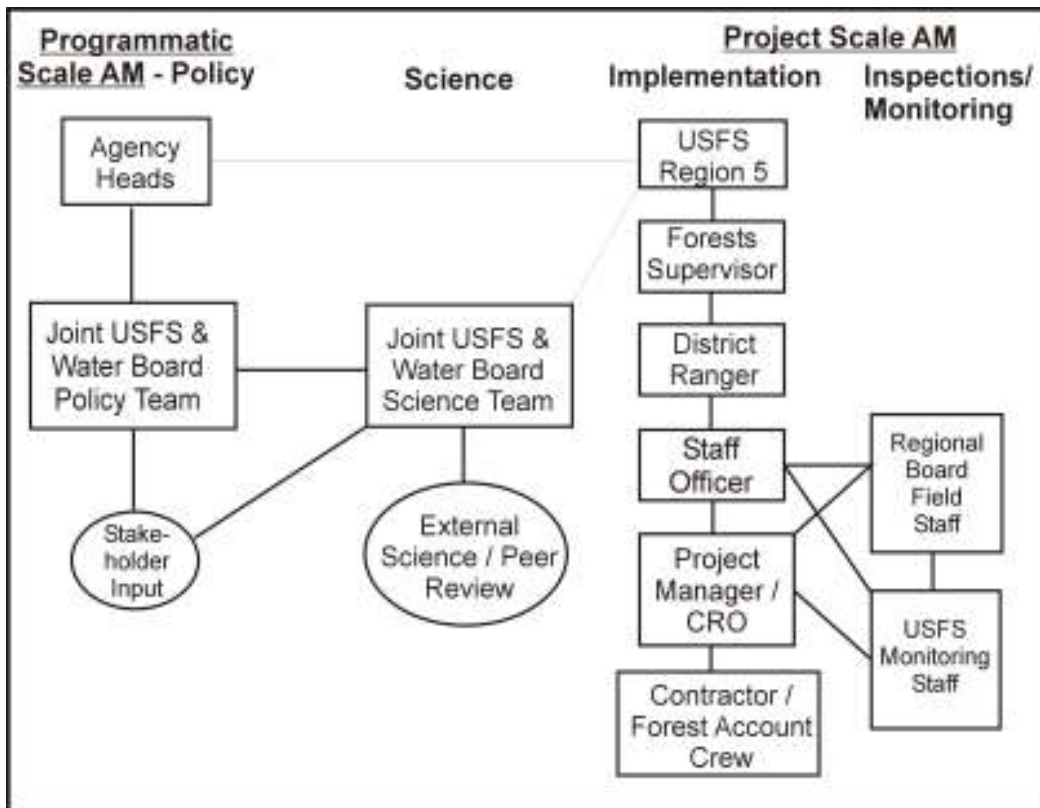 Programmatic
Scale AM - Policy
Science
Project Scale AM
Implementation
Inspections/
Monitoring
Agency
Heads
USFS
Region 5
Forests
Supervisor
Joint USFS &
Water Board
Policy Team
Joint USFS &
Water Board
Science Team
District
Ranger
Staff
Officer
Regional
Board
Field
Staff
Stake-
holder
Input
External
Science / Peer
Review
Project
Manager /
CRO
USFS
Monitoring
Staff
Contractor /
Forest Account
Crew